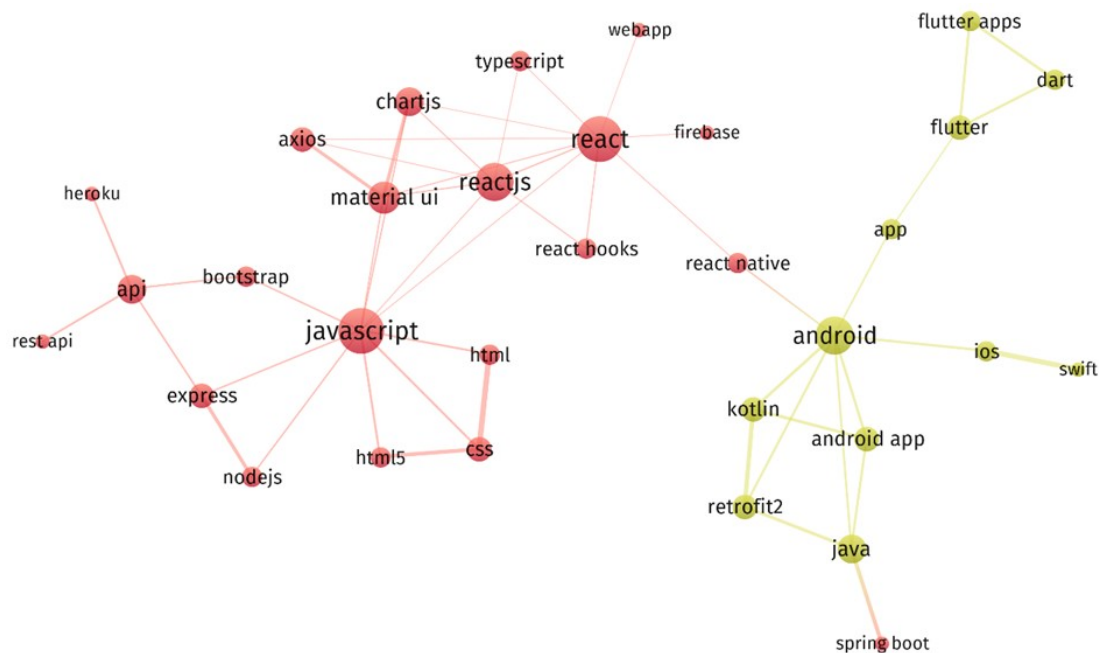 flutter apps
webapp
typescript
dart
chartjs
flutter
firebase
axios
react
reactjs
heroku
material ui
app
react hooks
react native
bootstrap
api
javascript
android
rest api
html
ios
swift
express
kotlin
android app
css
html5
nodejs
retrofit2
java
spring boot